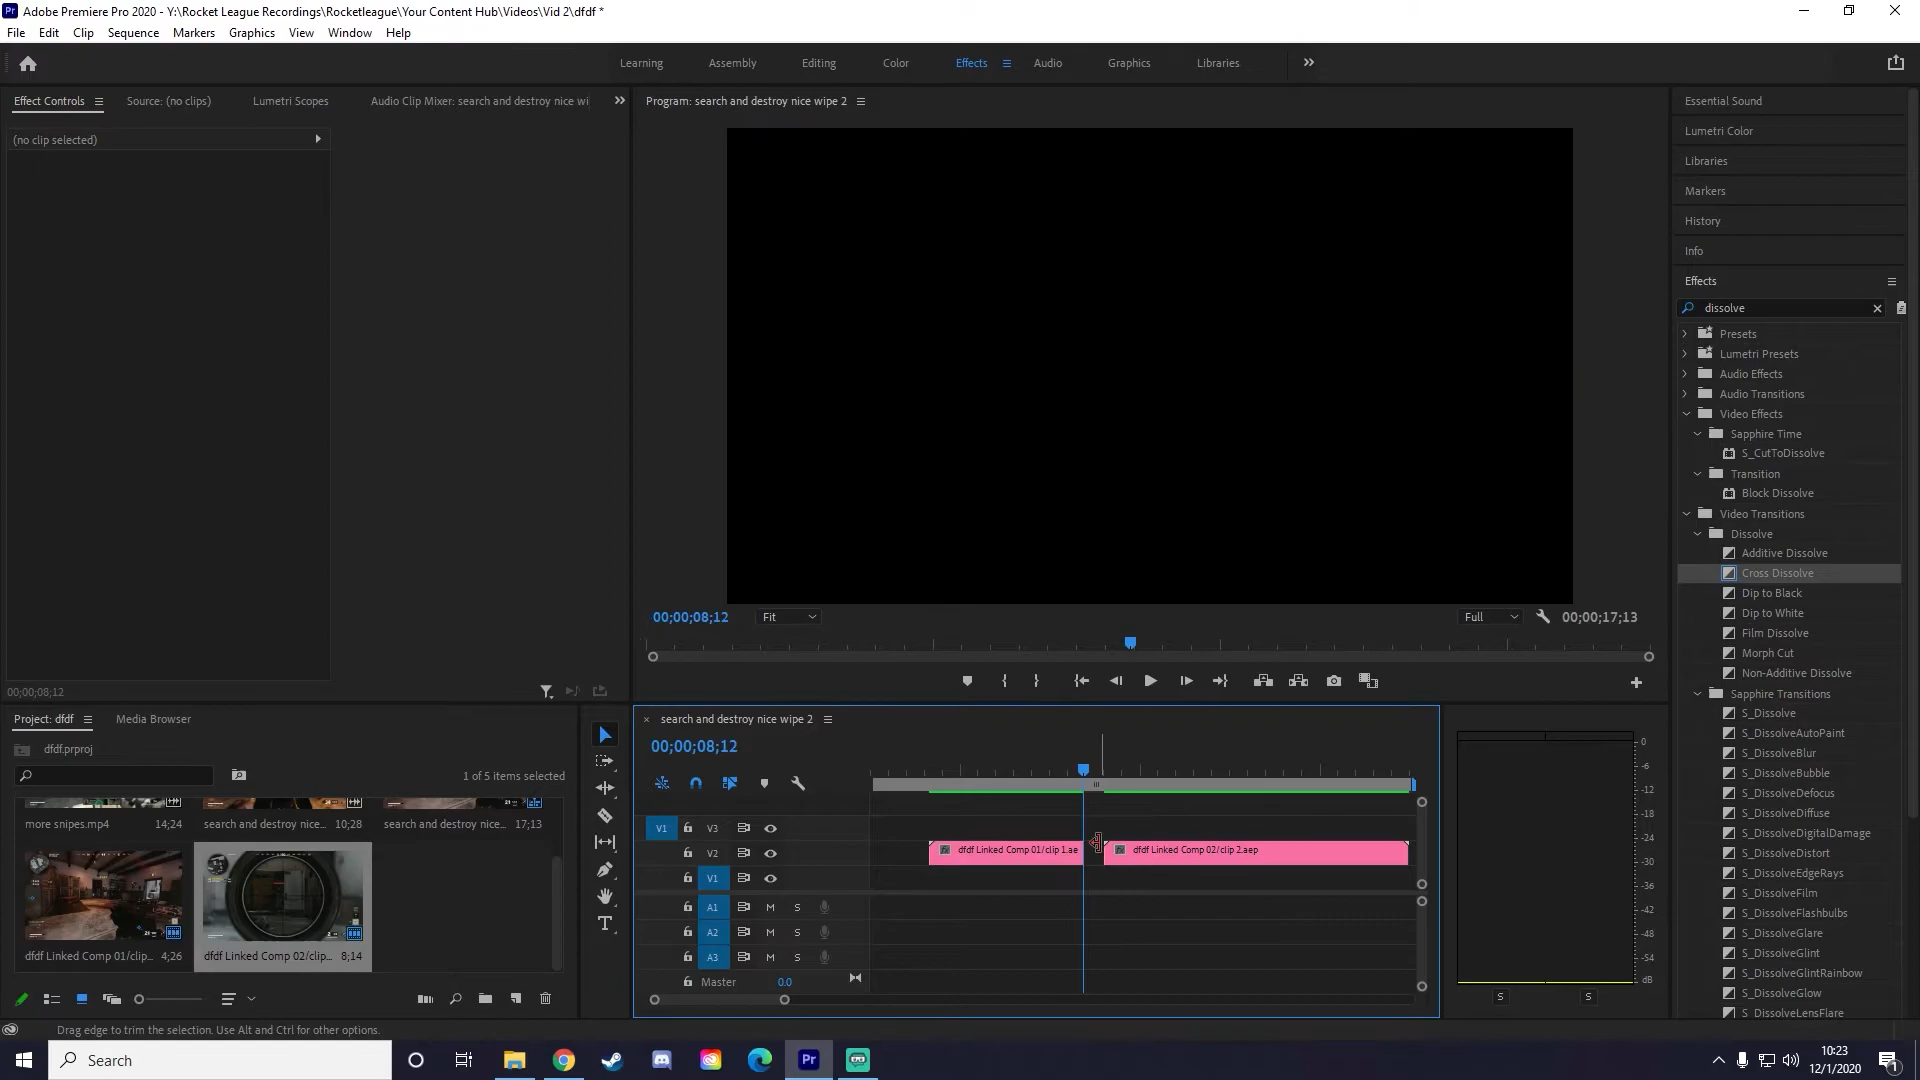 Adobe Premiere Pro 2020 - Y:\Rocket League Recordings\Rocketleague\Your Content Hub\Videos\Vid 2\dfdf *
File Edit Clip Sequence Markers Graphics View Window Help
Learning Assembly Editing Color Effects Audio Graphics Libraries
Effect Controls Source: (no clips) Lumetri Scopes Audio Clip Mixer: search and destroy nice wi
(no clip selected)
00;00;08;12
Program: search and destroy nice wipe 2
00;00;08;12 Fit Full 00;00;17;13
Essential Sound
Lumetri Color
Libraries
Markers
History
Info
Effects
dissolve
Presets
Lumetri Presets
Audio Effects
Audio Transitions
Video Effects
Sapphire Time
S_CutToDissolve
Transition
Block Dissolve
Video Transitions
Dissolve
Additive Dissolve
Cross Dissolve
Dip to Black
Dip to White
Film Dissolve
Morph Cut
Non-Additive Dissolve
Sapphire Transitions
S_Dissolve
S_DissolveAutoPaint
S_DissolveBlur
S_DissolveBubble
S_DissolveDefocus
S_DissolveDiffuse
S_DissolveDigitalDamage
S_DissolveDistort
S_DissolveEdgeRays
S_DissolveFilm
S_DissolveFlashbulbs
S_DissolveGlare
S_DissolveGlint
S_DissolveGlintRainbow
S_DissolveGlow
S_DissolveLensFlare
Project: dfdf Media Browser
dfdf.prproj
1 of 5 items selected
more snipes.mp4 14;24 search and destroy nice... 10;28 search and destroy nice... 17;13
dfdf Linked Comp 01/clip... 4;26 dfdf Linked Comp 02/clip... 8;14
search and destroy nice wipe 2
00;00;08;12
V1 V3
V2 dfdf Linked Comp 01/clip 1.ae dfdf Linked Comp 02/clip 2.aep
V1
A1 M S
A2 M S
A3 M S
Master 0.0
0
-6
-12
-18
-24
-30
-36
-42
-48
-54
dB
S S
Drag edge to trim the selection. Use Alt and Ctrl for other options.
Search
Pr
10:23
12/1/2020
1